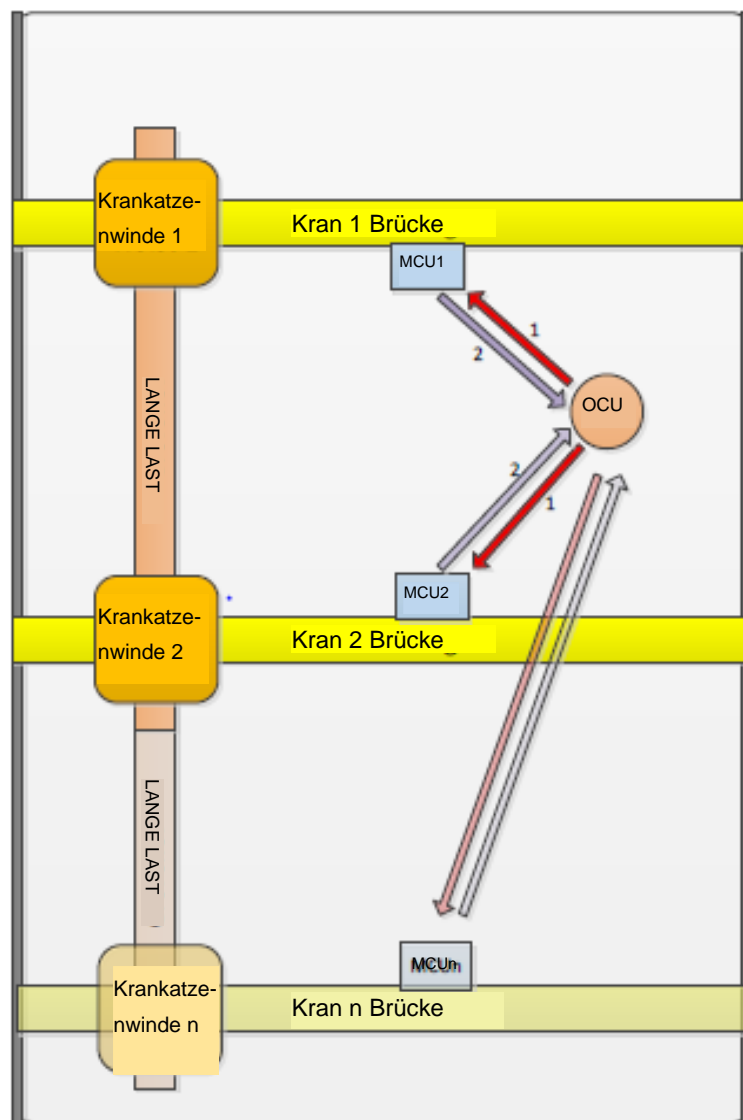 Krankatze-
nwinde 1
Kran 1 Brücke
MCU1
1
2
LANGE LAST
OCU
2
1
MCU2
Krankatze-
nwinde 2
Kran 2 Brücke
LANGE LAST
MCUn
Krankatze-
nwinde n
Kran n Brücke